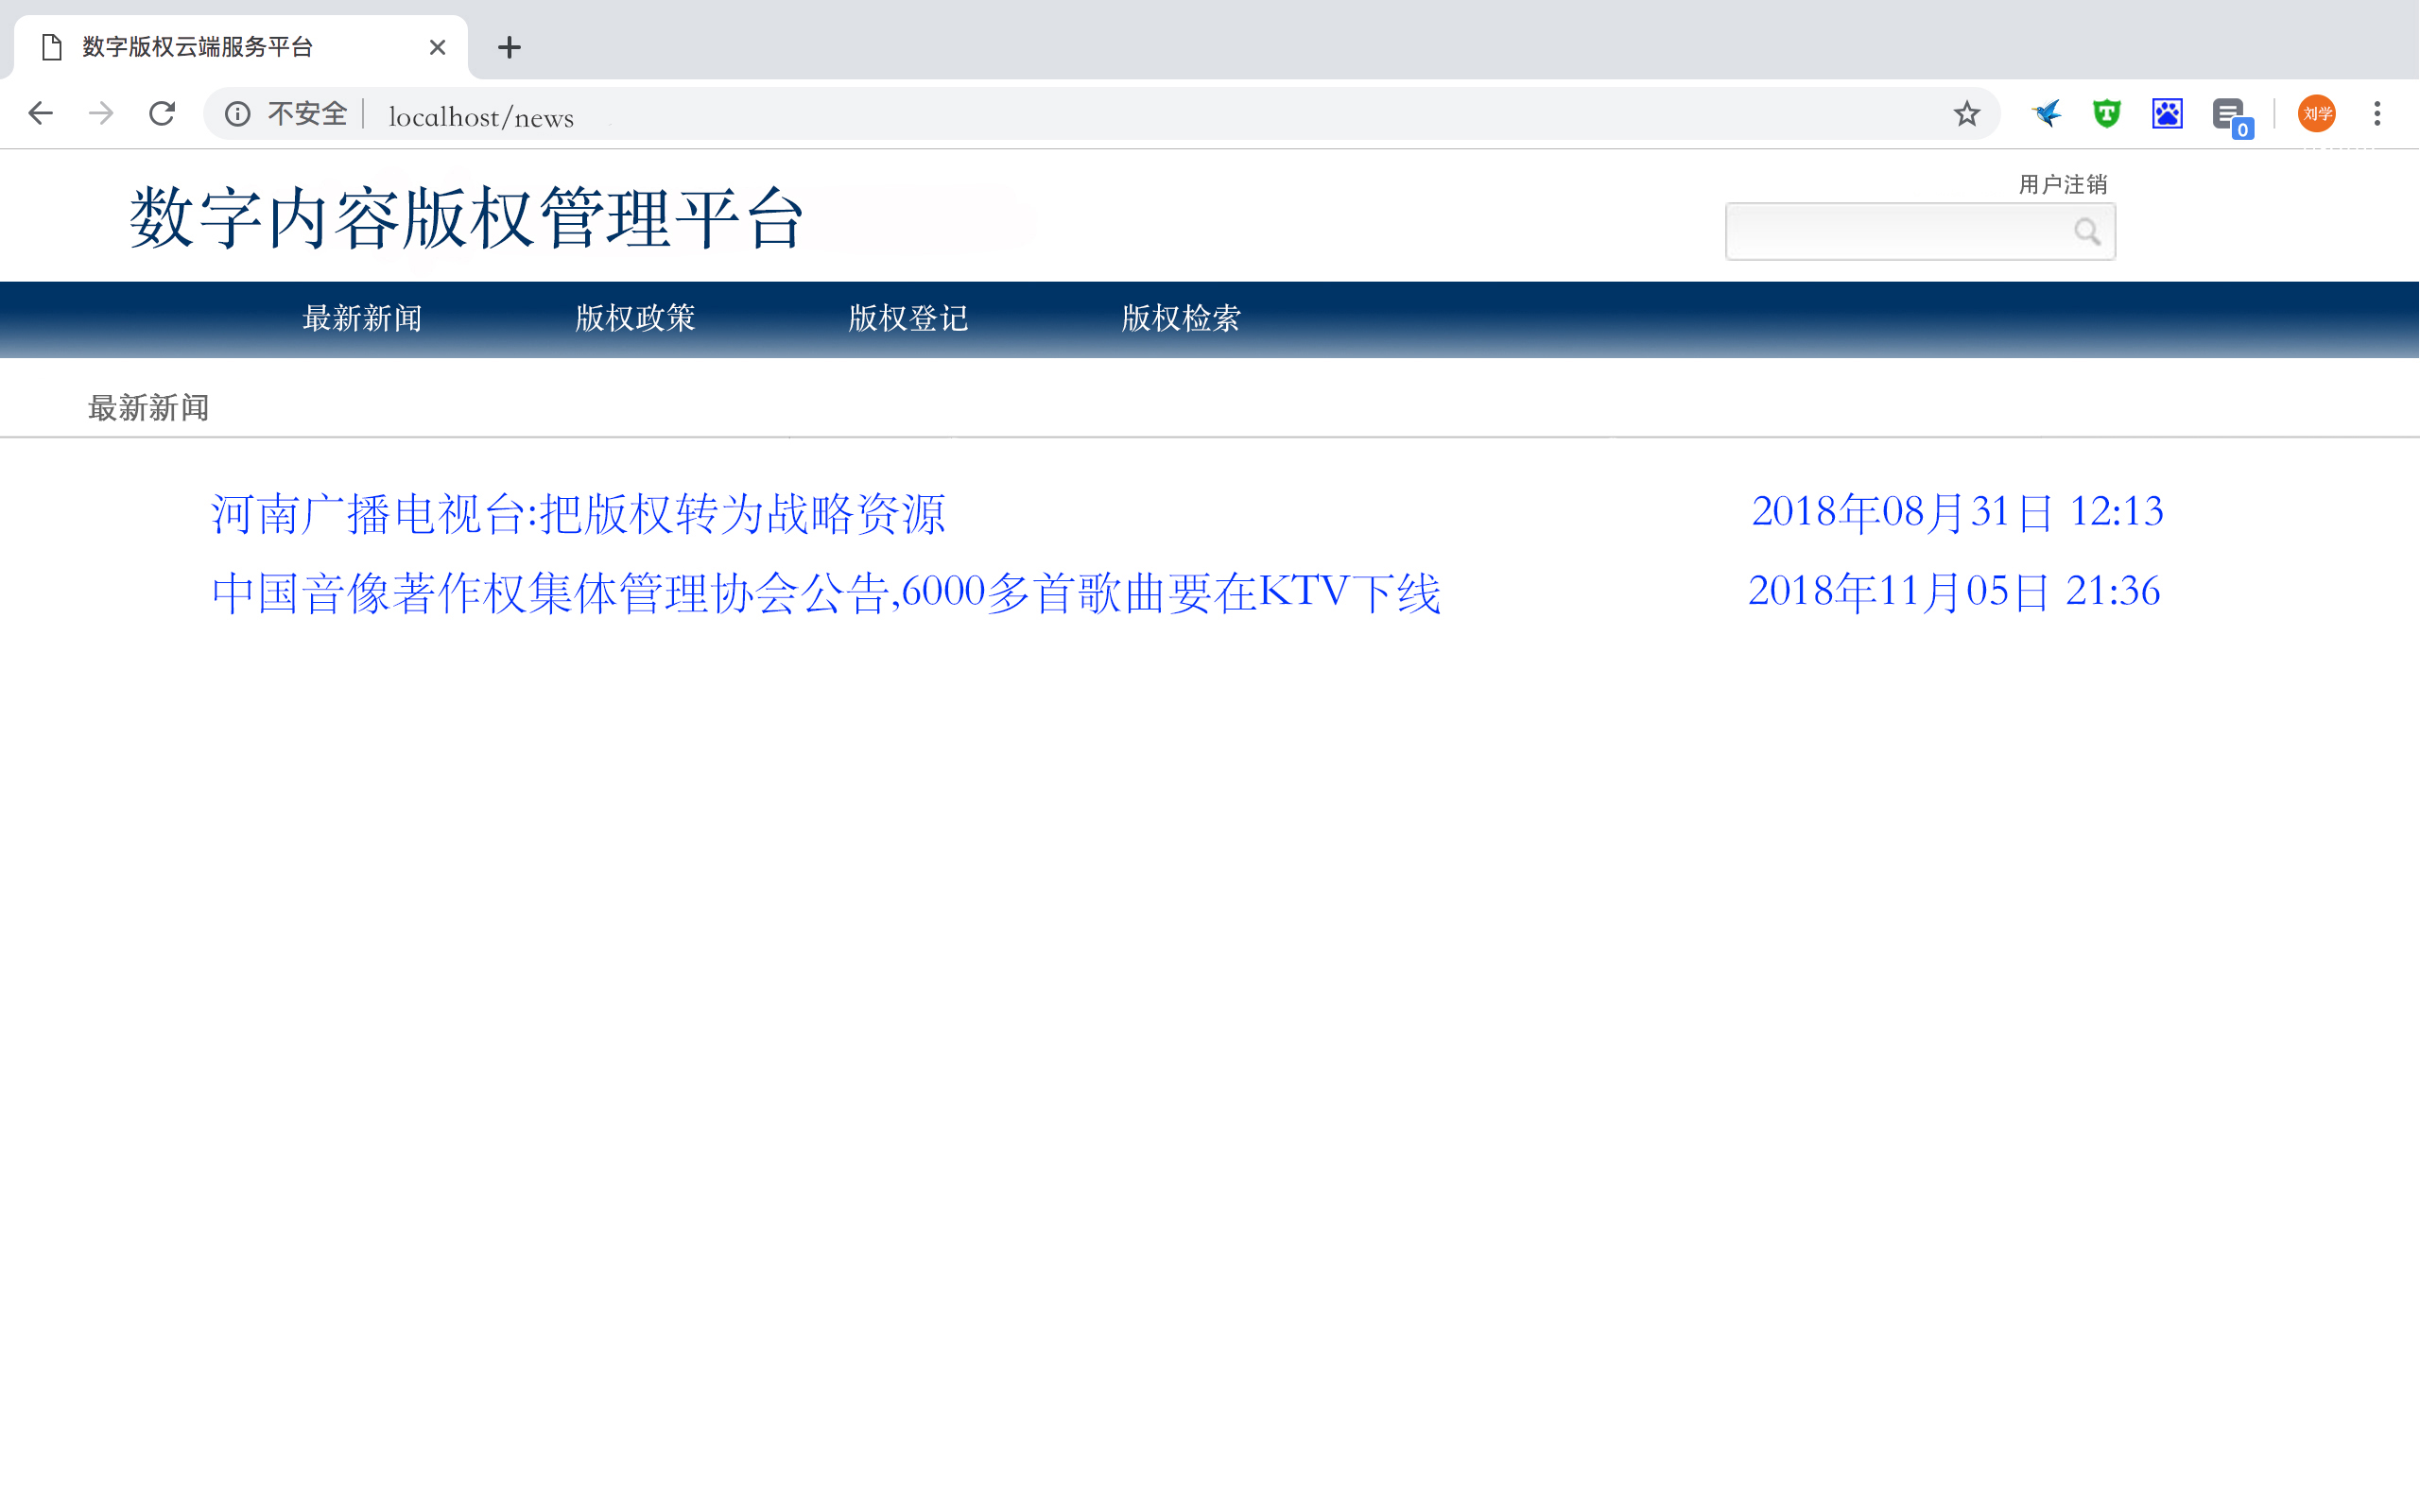 数字版权云端服务平台
不安全 localhost/news
0
刘学
用户注销
数字内容版权管理平台
最新新闻 版权政策 版权登记 版权检索
最新新闻
河南广播电视台:把版权转为战略资源 2018年08月31日 12:13
中国音像著作权集体管理协会公告,6000多首歌曲要在KTV下线 2018年11月05日 21:36